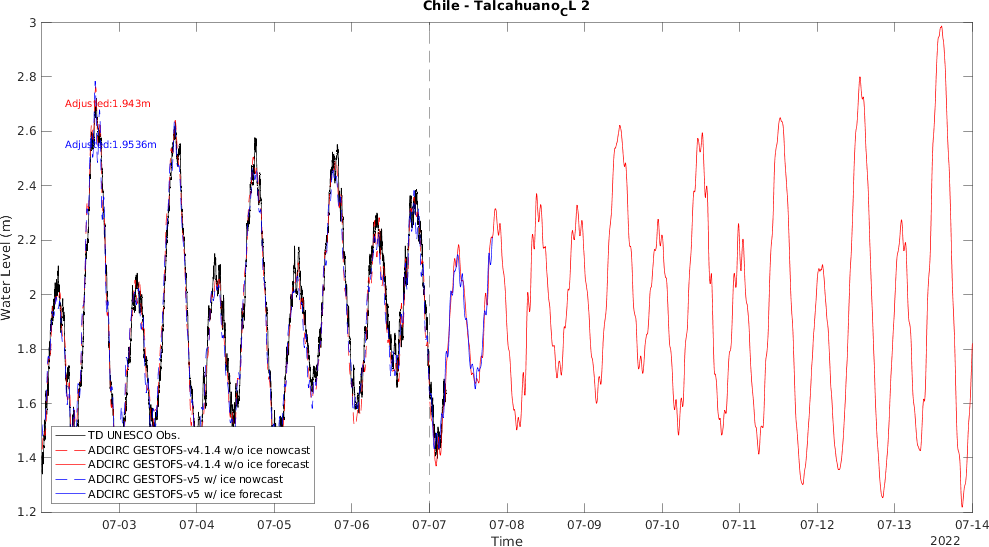 Chile - Talcahuano_CL 2
3
2.8
2.6
2.4
2.2
2
1.8
1.6
1.4
1.2
Water Level (m)
Adjusted:1.943m
Adjusted:1.9536m
TD UNESCO Obs.
ADCIRC GESTOFS-v4.1.4 w/o ice nowcast
ADCIRC GESTOFS-v4.1.4 w/o ice forecast
ADCIRC GESTOFS-v5 w/ ice nowcast
ADCIRC GESTOFS-v5 w/ ice forecast
07-03 07-04 07-05 07-06 07-07 07-08 07-09 07-10 07-11 07-12 07-13 07-14
Time
2022